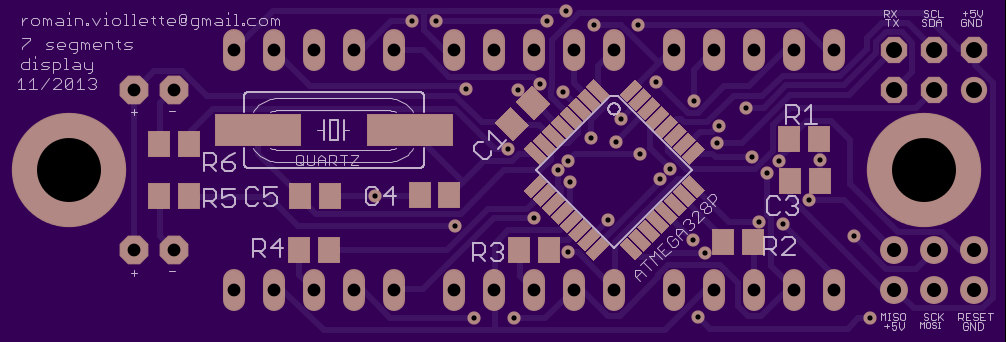 romain.viollette@gmail.com
7 segments
display
11/2013
RX SCL +5V
TX SDA GND
+ -
R1
C1
QUARTZ
R6
R5 C5 C4
C3
ATMEGA328P
R4 R3 R2
+ -
MISO SCK RESET
+5V MOSI GND